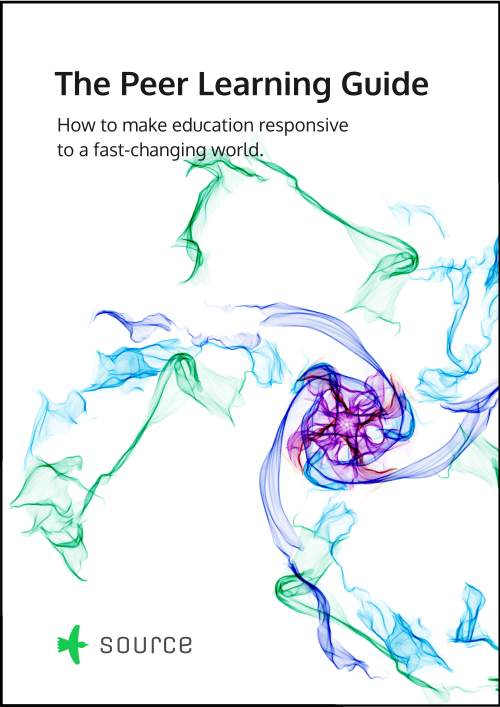 The Peer Learning Guide
How to make education responsive
to a fast-changing world.
source